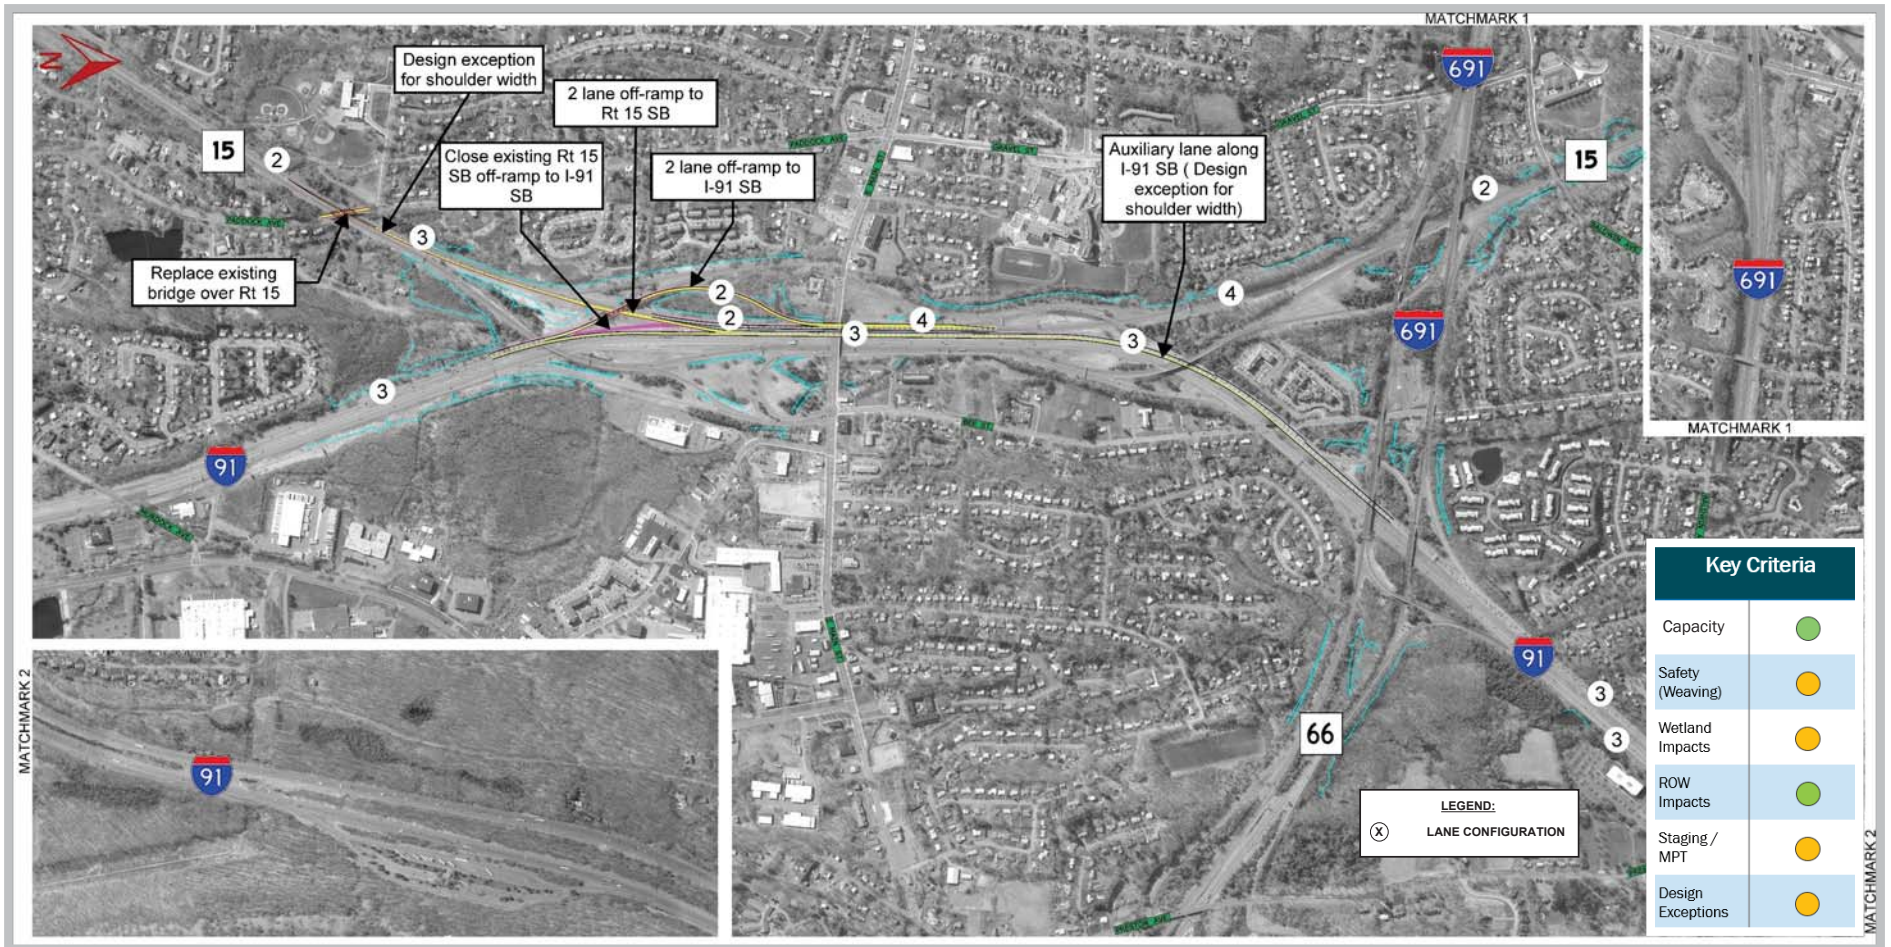 MATCHMARK 1
N
Design exception
for shoulder width
2 lane off-ramp to
Rt 15 SB
Close existing Rt 15
SB off-ramp to I-91
SB
2 lane off-ramp to
I-91 SB
Auxiliary lane along
I-91 SB ( Design
exception for
shoulder width)
Replace existing
bridge over Rt 15
691
15
2
PADDOCK AVE
15
2
3
2
2
4
3
4
3
691
691
MATCHMARK 1
3
91
91
3
3
66
MATCHMARK 2
91
LEGEND:
X LANE CONFIGURATION
Key Criteria
Capacity
Safety
(Weaving)
Wetland
Impacts
ROW
Impacts
Staging /
MPT
Design
Exceptions
MATCHMARK 2